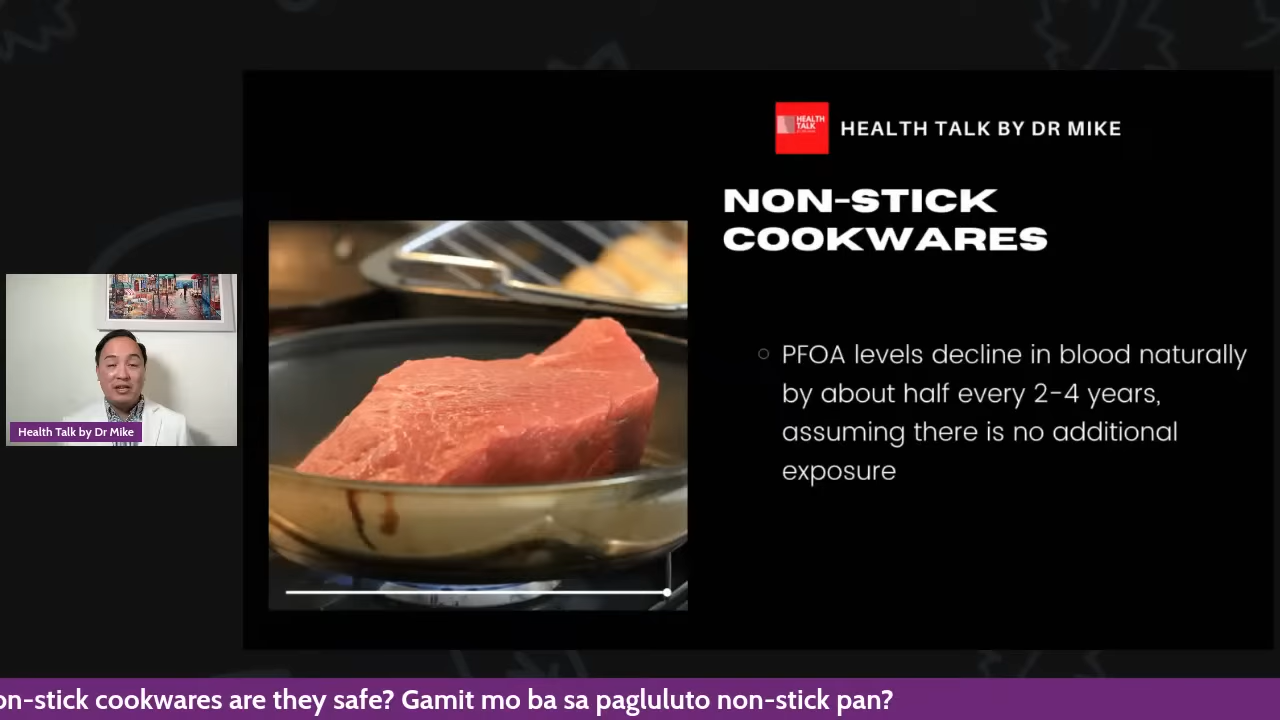 HEALTH
TALK
HEALTH TALK BY DR MIKE
NON-STICK
COOKWARES
PFOA levels decline in blood naturally
by about half every 2-4 years,
assuming there is no additional
exposure
Health Talk by Dr Mike
on-stick cookwares are they safe? Gamit mo ba sa pagluluto non-stick pan?